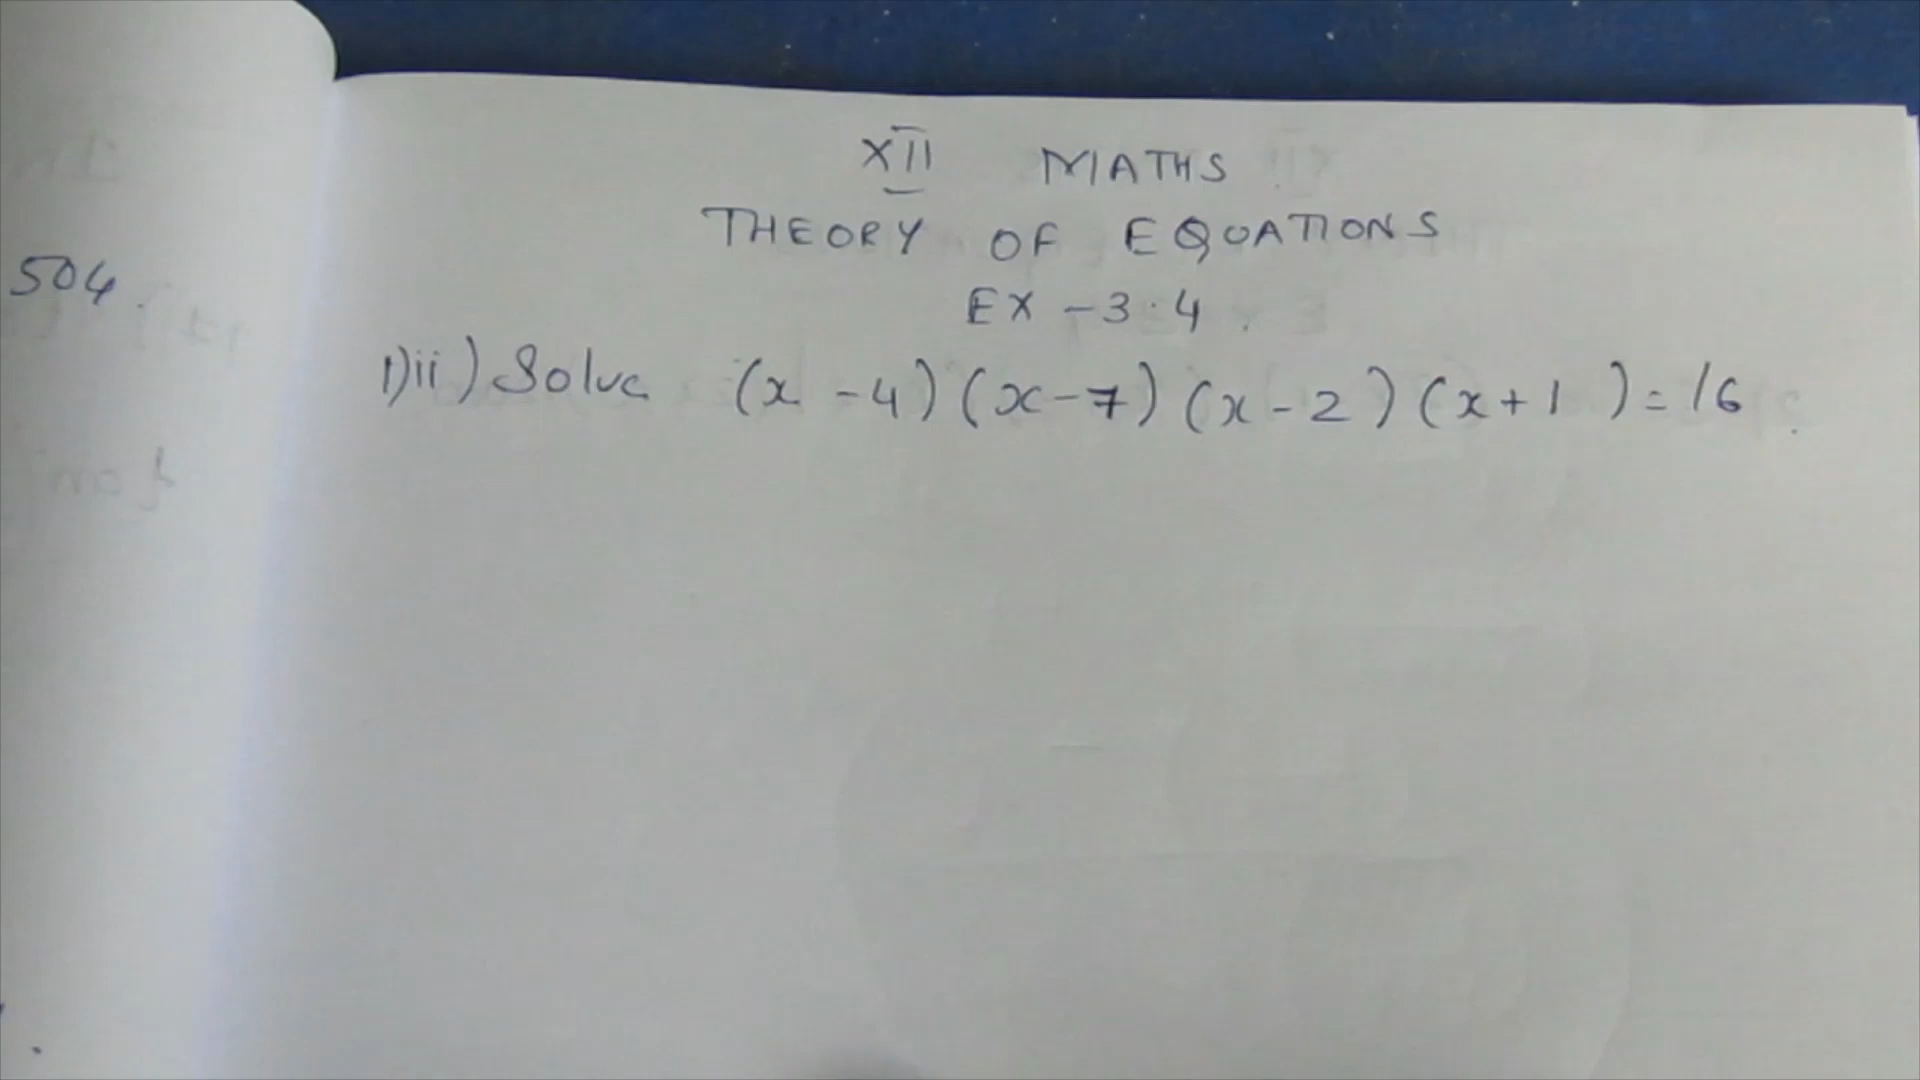 XII MATHS
THEORY OF EQUATIONS
504.
EX - 3.4.
1)ii) Solve (x - 4) (x - 7) (x - 2) (x + 1) = 16.